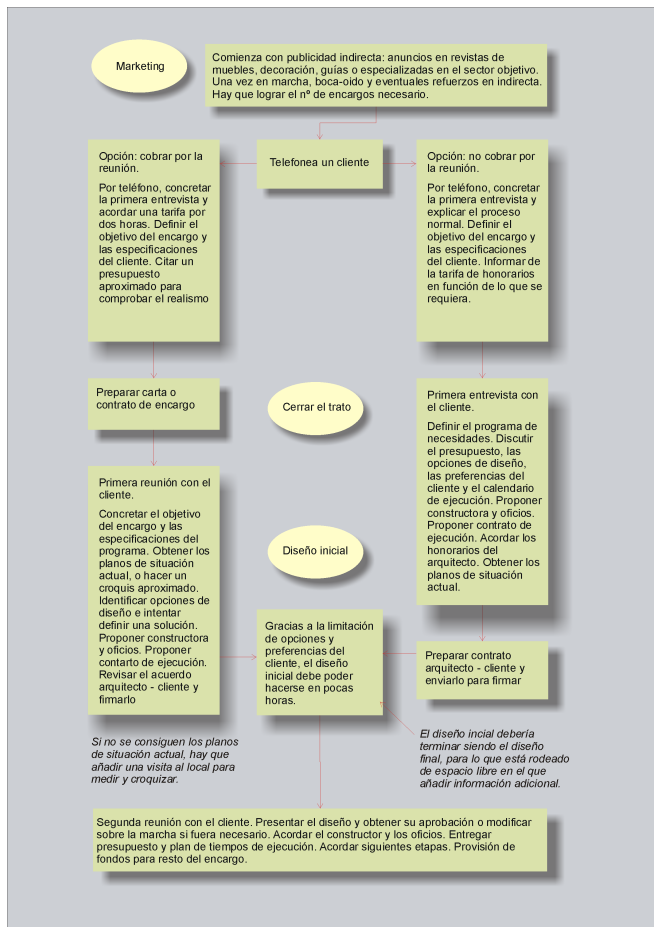 Marketing
Comienza con publicidad indirecta: anuncios en revistas de
muebles, decoración, guías o especializadas en el sector objetivo.
Una vez en marcha, boca-oido y eventuales refuerzos en indirecta.
Hay que lograr el nº de encargos necesario.
Opción: cobrar por la
reunión.
Por teléfono, concretar
la primera entrevista y
acordar una tarifa por
dos horas. Definir el
objetivo del encargo y
las especificaciones
del cliente. Citar un
presupuesto
aproximado para
comprobar el realismo
Telefonea un cliente
Opción: no cobrar por
la reunión.
Por teléfono, concretar
la primera entrevista y
explicar el proceso
normal. Definir el
objetivo del encargo y
las especificaciones
del cliente. Informar de
la tarifa de honorarios
en función de lo que se
requiera.
Preparar carta o
contrato de encargo
Cerrar el trato
Primera entrevista con
el cliente.
Definir el programa de
necesidades. Discutir
el presupuesto, las
opciones de diseño,
las preferencias del
cliente y el calendario
de ejecución. Proponer
constructora y oficios.
Proponer contrato de
ejecución. Acordar los
honorarios del
arquitecto. Obtener los
planos de situación
actual.
Primera reunión con el
cliente.
Concretar el objetivo
del encargo y las
especificaciones del
programa. Obtener los
planos de situación
actual, o hacer un
croquis aproximado.
Identificar opciones de
diseño e intentar
definir una solución.
Proponer constructora
y oficios. Proponer
contarto de ejecución.
Revisar el acuerdo
arquitecto - cliente y
firmarlo
Diseño inicial
Gracias a la limitación
de opciones y
preferencias del
cliente, el diseño
inicial debe poder
hacerse en pocas
horas.
Preparar contrato
arquitecto - cliente y
enviarlo para firmar
Si no se consiguen los planos
de situación actual, hay que
añadir una visita al local para
medir y croquizar.
El diseño incial debería
terminar siendo el diseño
final, para lo que está rodeado
de espacio libre en el que
añadir información adicional.
Segunda reunión con el cliente. Presentar el diseño y obtener su aprobación o modificar
sobre la marcha si fuera necesario. Acordar el constructor y los oficios. Entregar
presupuesto y plan de tiempos de ejecución. Acordar siguientes etapas. Provisión de
fondos para resto del encargo.